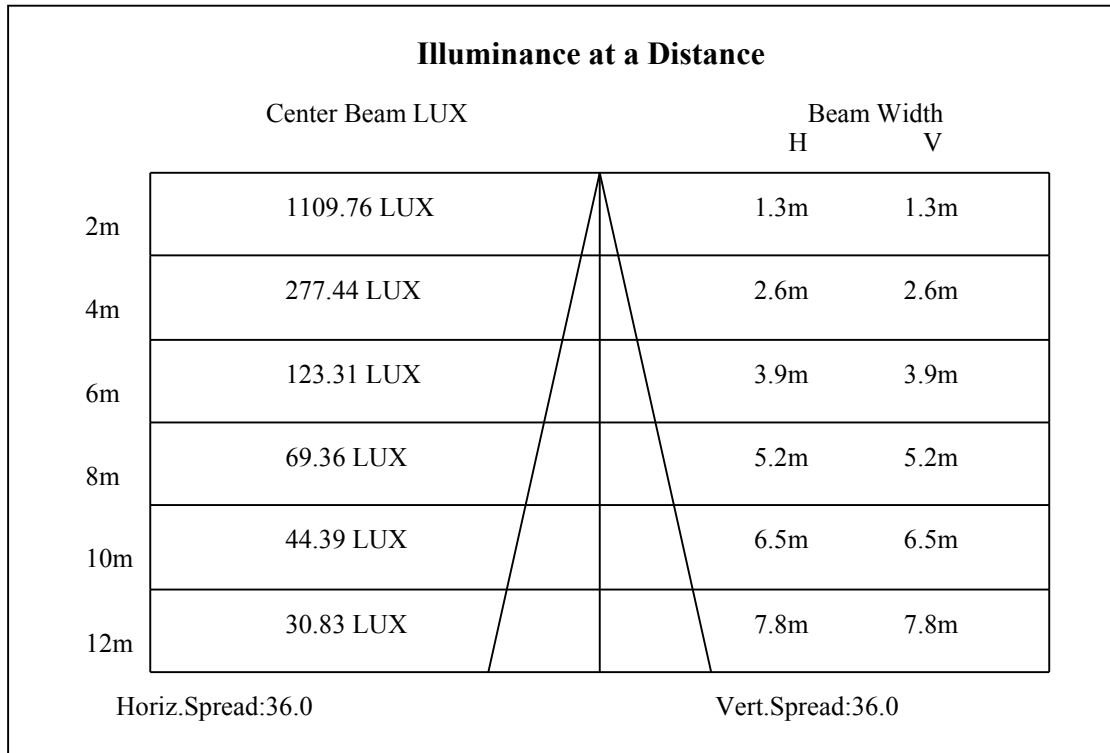 Illuminance at a Distance
Center Beam LUX Beam Width
H V
2m 1109.76 LUX 1.3m 1.3m
4m 277.44 LUX 2.6m 2.6m
6m 123.31 LUX 3.9m 3.9m
8m 69.36 LUX 5.2m 5.2m
10m 44.39 LUX 6.5m 6.5m
12m 30.83 LUX 7.8m 7.8m
Horiz.Spread:36.0 Vert.Spread:36.0